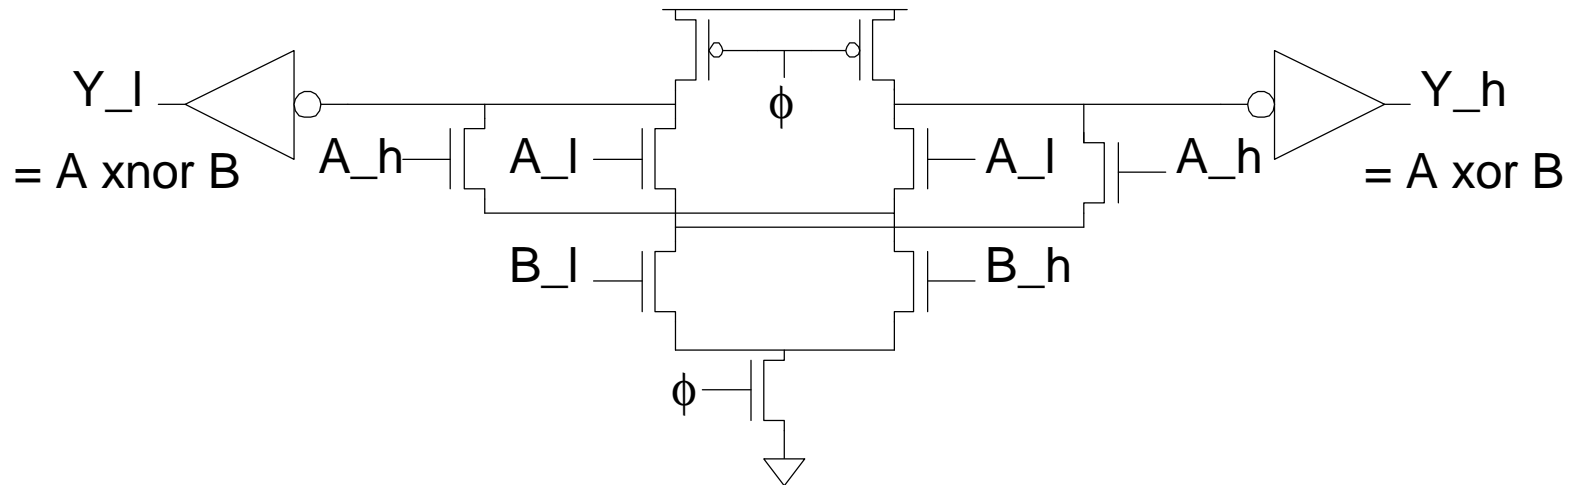 Y_l
= A xnor B
A_h
A_l
ϕ
A_l
A_h
Y_h
= A xor B
B_l
B_h
ϕ